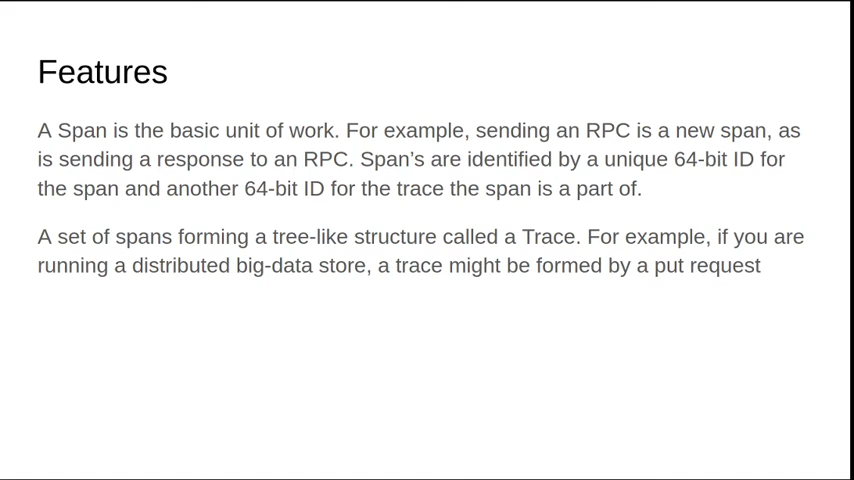 Features
A Span is the basic unit of work. For example, sending an RPC is a new span, as
is sending a response to an RPC. Span’s are identified by a unique 64-bit ID for
the span and another 64-bit ID for the trace the span is a part of.
A set of spans forming a tree-like structure called a Trace. For example, if you are
running a distributed big-data store, a trace might be formed by a put request